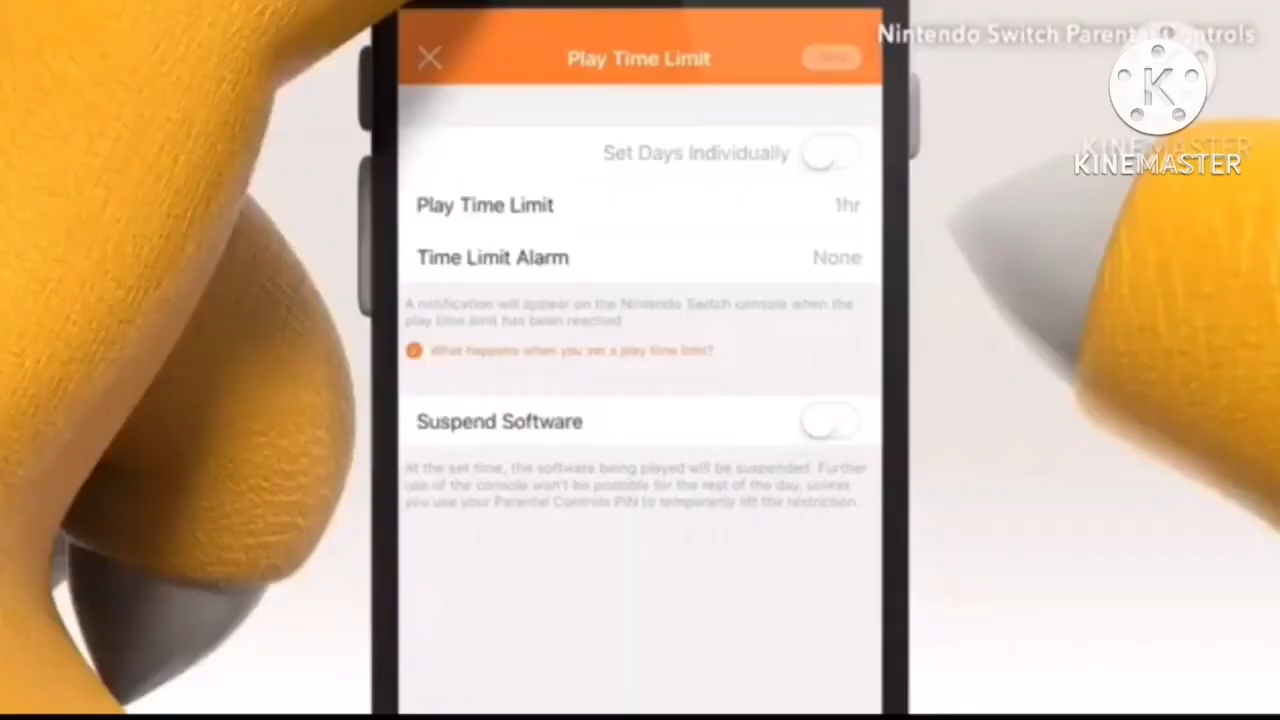 Nintendo Switch Parental Controls
Play Time Limit
K
KINEMASTER
KINEMASTER
Set Days Individually
Play Time Limit
1hr
Time Limit Alarm
None
A notification will appear on the Nintendo Switch console when the
play time limit has been reached
What happens when you set a play time limit?
Suspend Software
At the set time, the software being played will be suspended. Further
use of the console won't be possible for the rest of the day, unless
you use your Parental Controls PIN to temporarily lift the restriction.